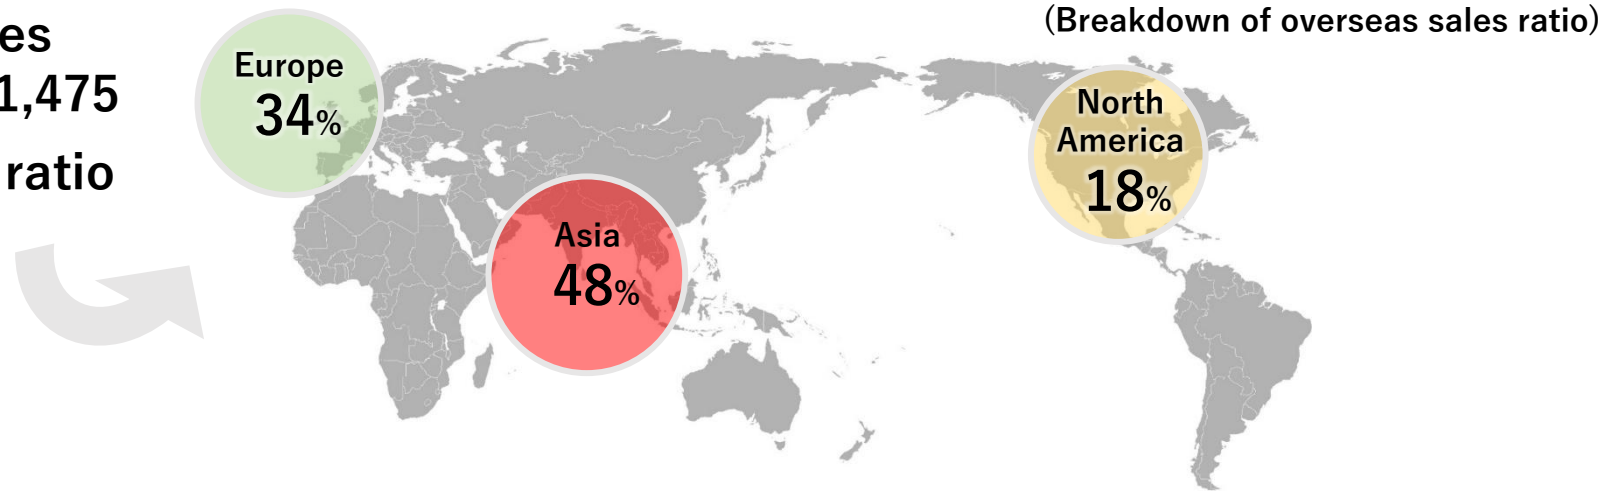 (Breakdown of overseas sales ratio)
es
1,475
ratio
Europe
34%
Asia
48%
North
America
18%